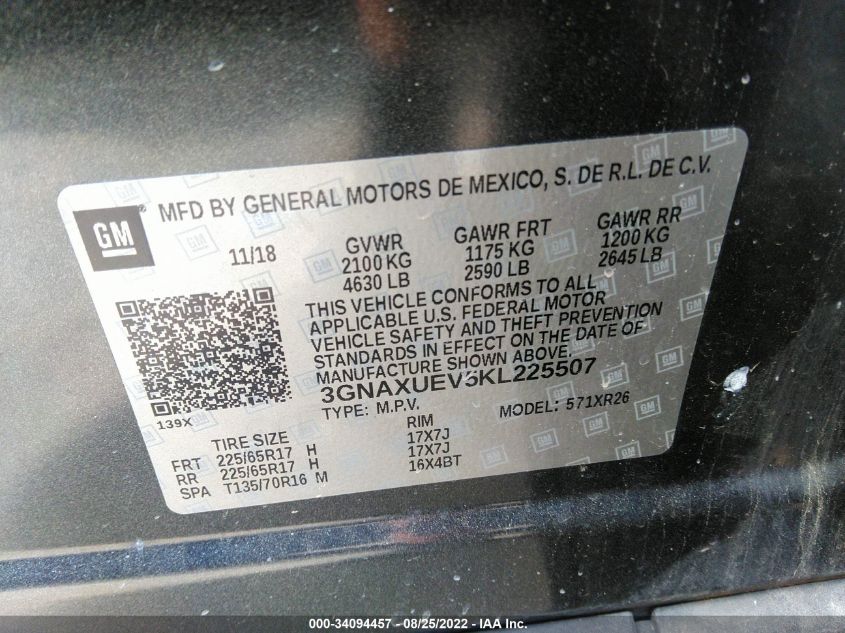 GM ® MFD BY GENERAL MOTORS DE MEXICO, S. DE R.L. DE C.V.
11/18 GVWR GAWR FRT GAWR RR
2100 KG 1175 KG 1200 KG
4630 LB 2590 LB 2645 LB
THIS VEHICLE CONFORMS TO ALL
APPLICABLE U.S. FEDERAL MOTOR
VEHICLE SAFETY AND THEFT PREVENTION
STANDARDS IN EFFECT ON THE DATE OF
MANUFACTURE SHOWN ABOVE.
3GNAXUEV5KL225507
139X TYPE: M.P.V. MODEL: 571XR26
TIRE SIZE RIM
FRT 225/65R17 H 17X7J
RR 225/65R17 H 17X7J
SPA T135/70R16 M 16X4BT
000-34094457 - 08/25/2022 - IAA Inc.